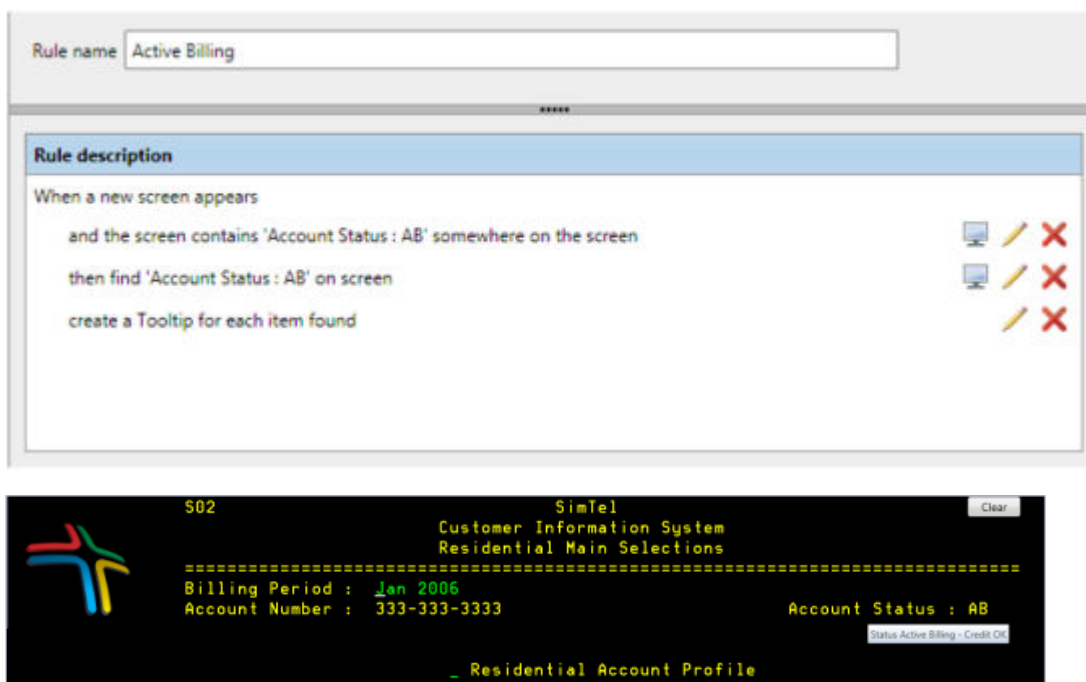 Rule name Active Billing
Rule description
When a new screen appears
and the screen contains 'Account Status : AB' somewhere on the screen
then find 'Account Status : AB' on screen
create a Tooltip for each item found
S02 SimTel Clear
Customer Information System
Residential Main Selections
================================================================================
Billing Period : Jan 2006
Account Number : 333-333-3333 Account Status : AB
Status Active Billing - Credit OK
_ Residential Account Profile